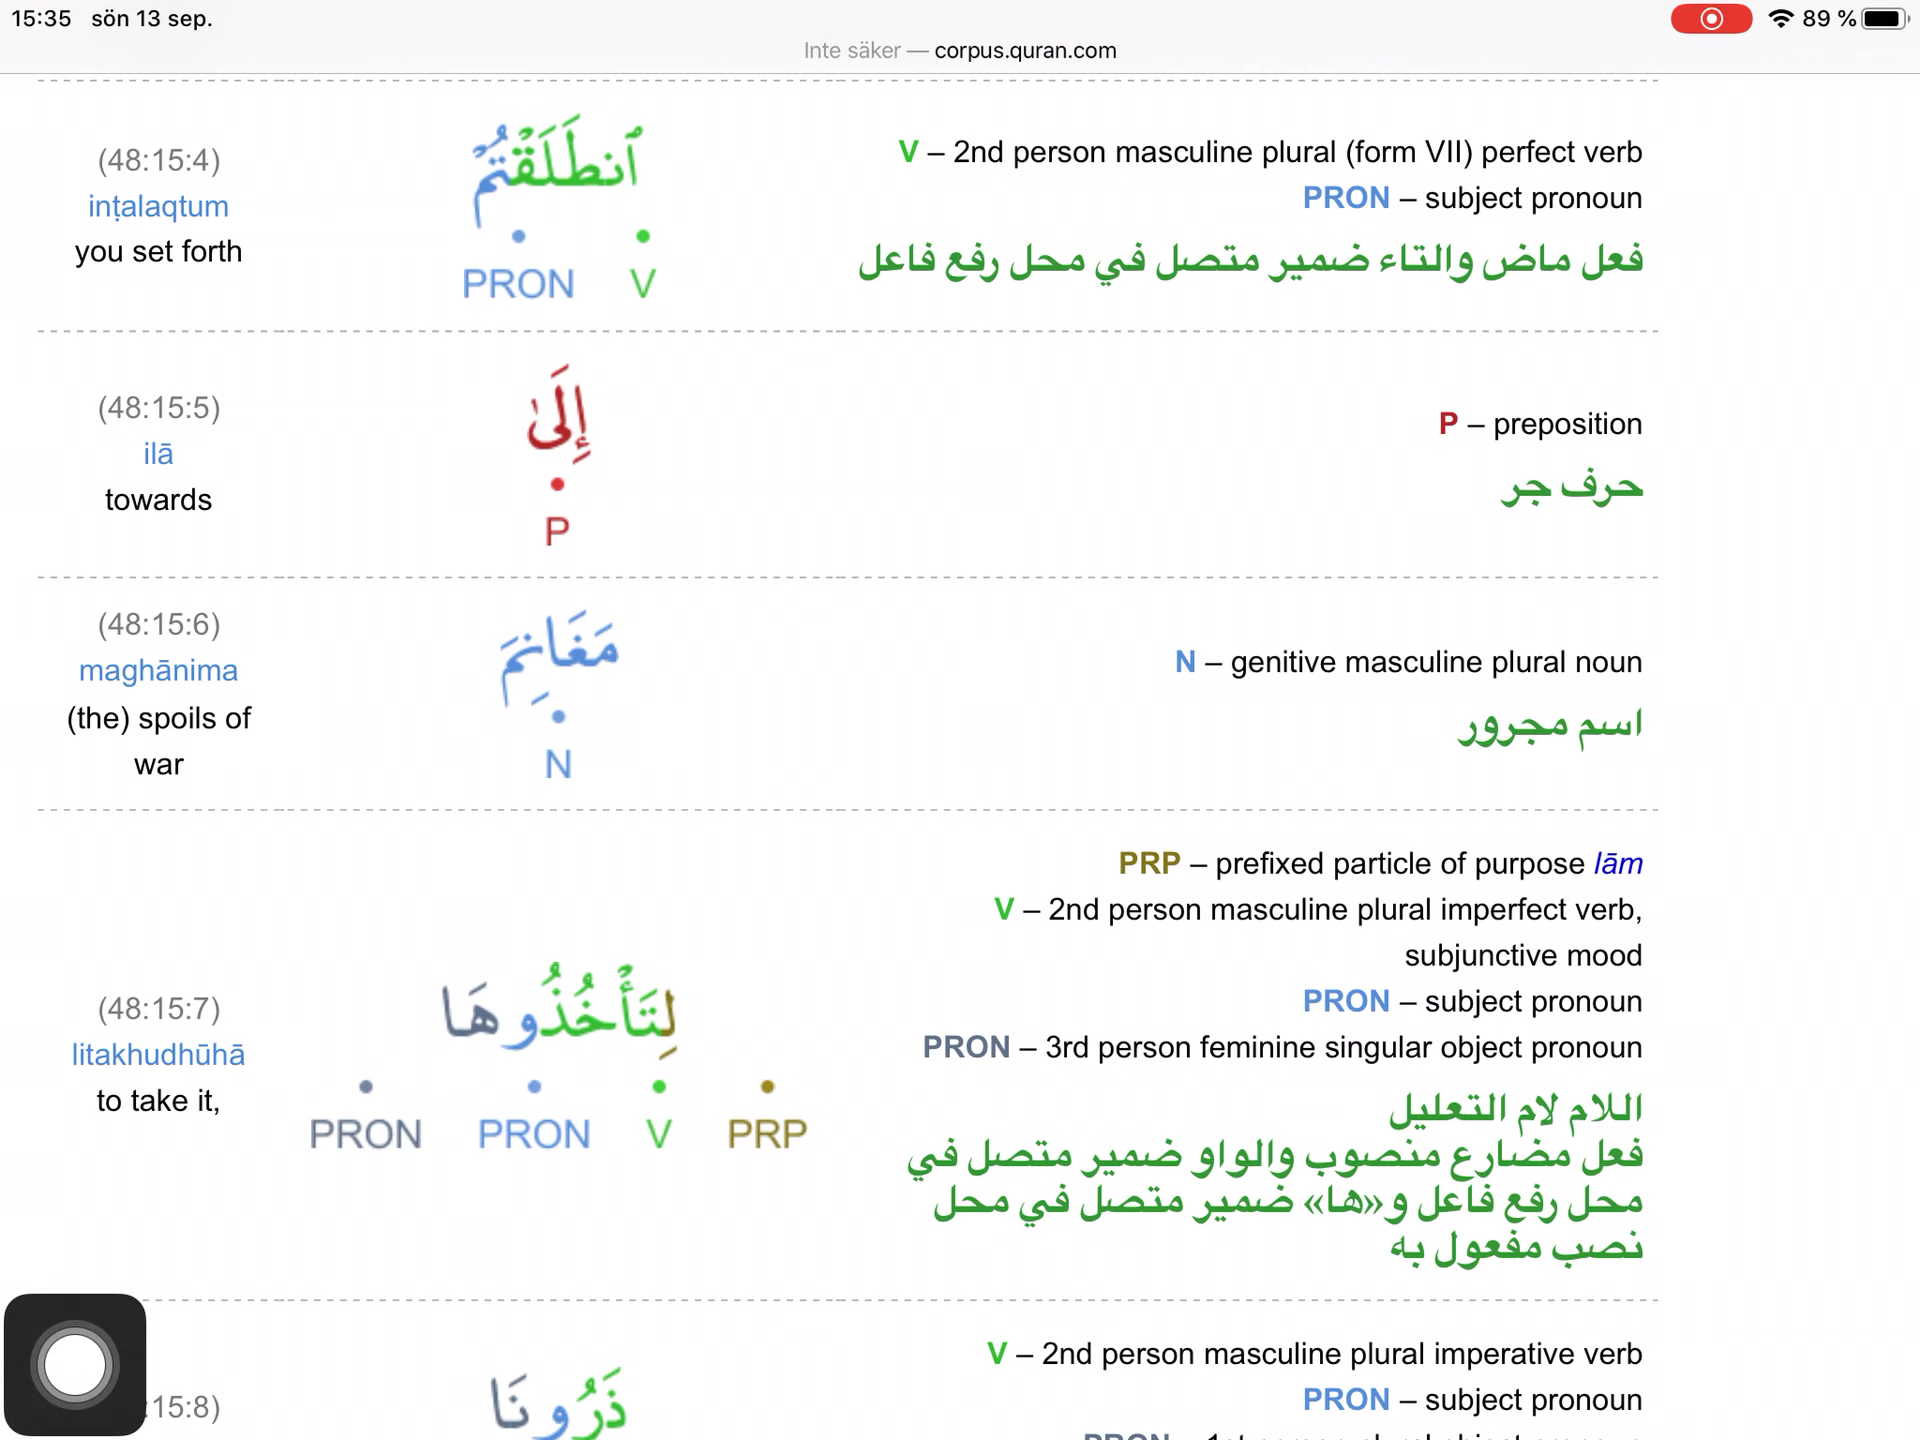 15:35 sön 13 sep.
89 %
Inte säker — corpus.quran.com
(48:15:4)
inṭalaqtum
you set forth
ٱنطَلَقْتُمْ
PRON V
V – 2nd person masculine plural (form VII) perfect verb
PRON – subject pronoun
فعل ماض والتاء ضمير متصل في محل رفع فاعل
(48:15:5)
ilā
towards
إِلَىٰ
P
P – preposition
حرف جر
(48:15:6)
maghānima
(the) spoils of
war
مَغَانِمَ
N
N – genitive masculine plural noun
اسم مجرور
(48:15:7)
litakhudhūhā
to take it,
لِتَأْخُذُوهَا
PRON PRON V PRP
PRP – prefixed particle of purpose lām
V – 2nd person masculine plural imperfect verb,
subjunctive mood
PRON – subject pronoun
PRON – 3rd person feminine singular object pronoun
اللام لام التعليل
فعل مضارع منصوب والواو ضمير متصل في
محل رفع فاعل و«ها» ضمير متصل في محل
نصب مفعول به
:15:8)
ذَرُونَا
V – 2nd person masculine plural imperative verb
PRON – subject pronoun
PRON – 1st person plural object pronoun